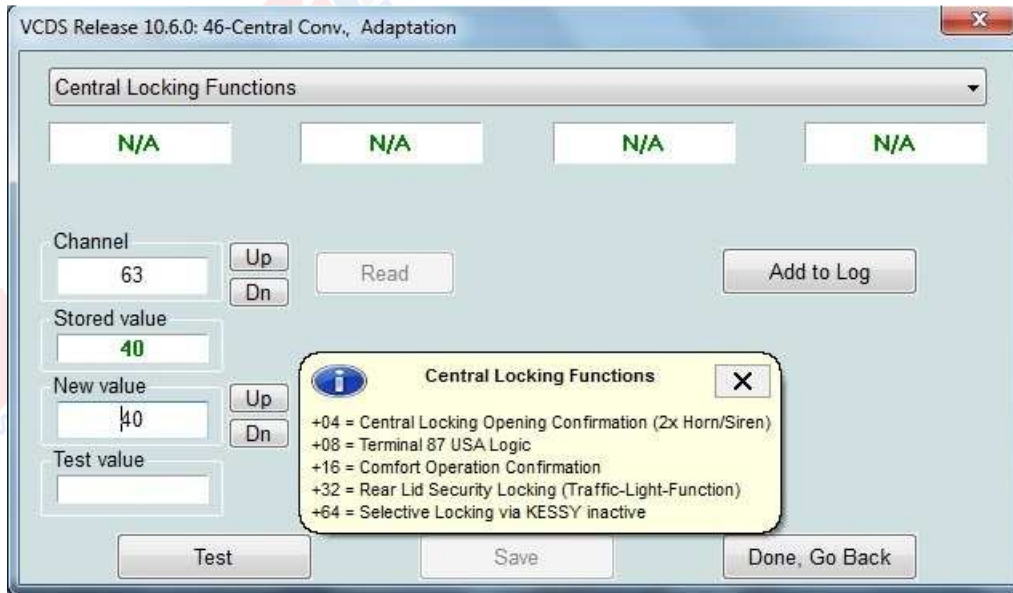 VCDS Release 10.6.0: 46-Central Conv., Adaptation
X
Central Locking Functions
N/A N/A N/A N/A
Channel
63
Up
Dn
Read
Add to Log
Stored value
40
New value
40
Up
Dn
Test value
i Central Locking Functions X
+04 = Central Locking Opening Confirmation (2x Horn/Siren)
+08 = Terminal 87 USA Logic
+16 = Comfort Operation Confirmation
+32 = Rear Lid Security Locking (Traffic-Light-Function)
+64 = Selective Locking via KESSY inactive
Test Save Done, Go Back